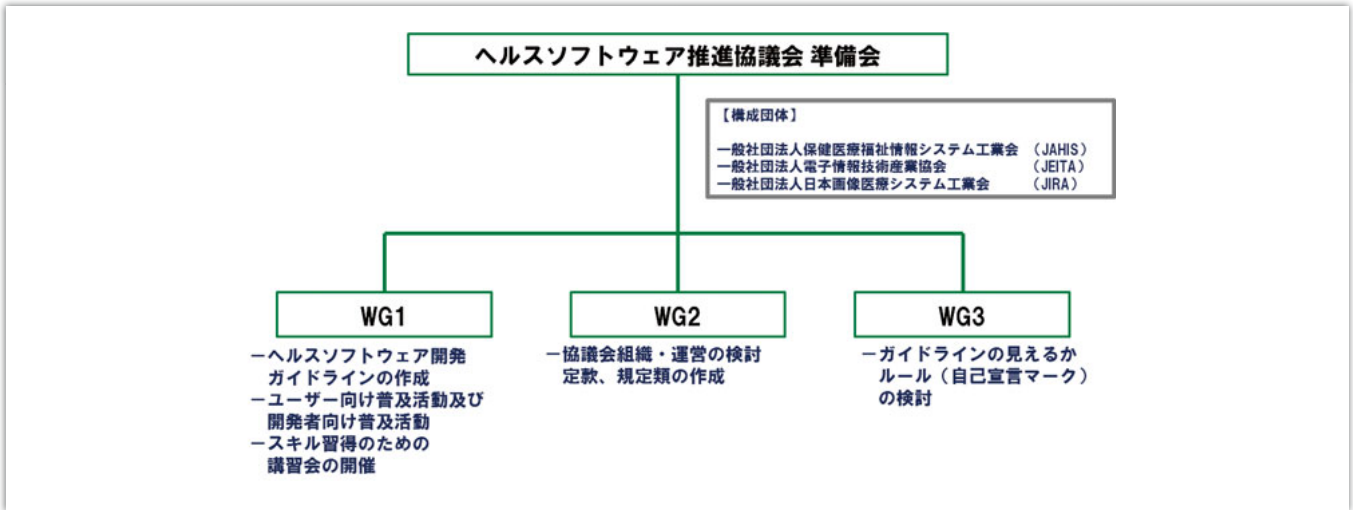 ヘルスソフトウェア推進協議会 準備会
【構成団体】
一般社団法人保健医療福祉情報システム工業会 （JAHIS）
一般社団法人電子情報技術産業協会 （JEITA）
一般社団法人日本画像医療システム工業会 （JIRA）
WG1
－ヘルスソフトウェア開発
ガイドラインの作成
－ユーザー向け普及活動及び
開発者向け普及活動
－スキル習得のための
講習会の開催
WG2
－協議会組織・運営の検討
定款、規定類の作成
WG3
－ガイドラインの見えるか
ルール（自己宣言マーク）
の検討